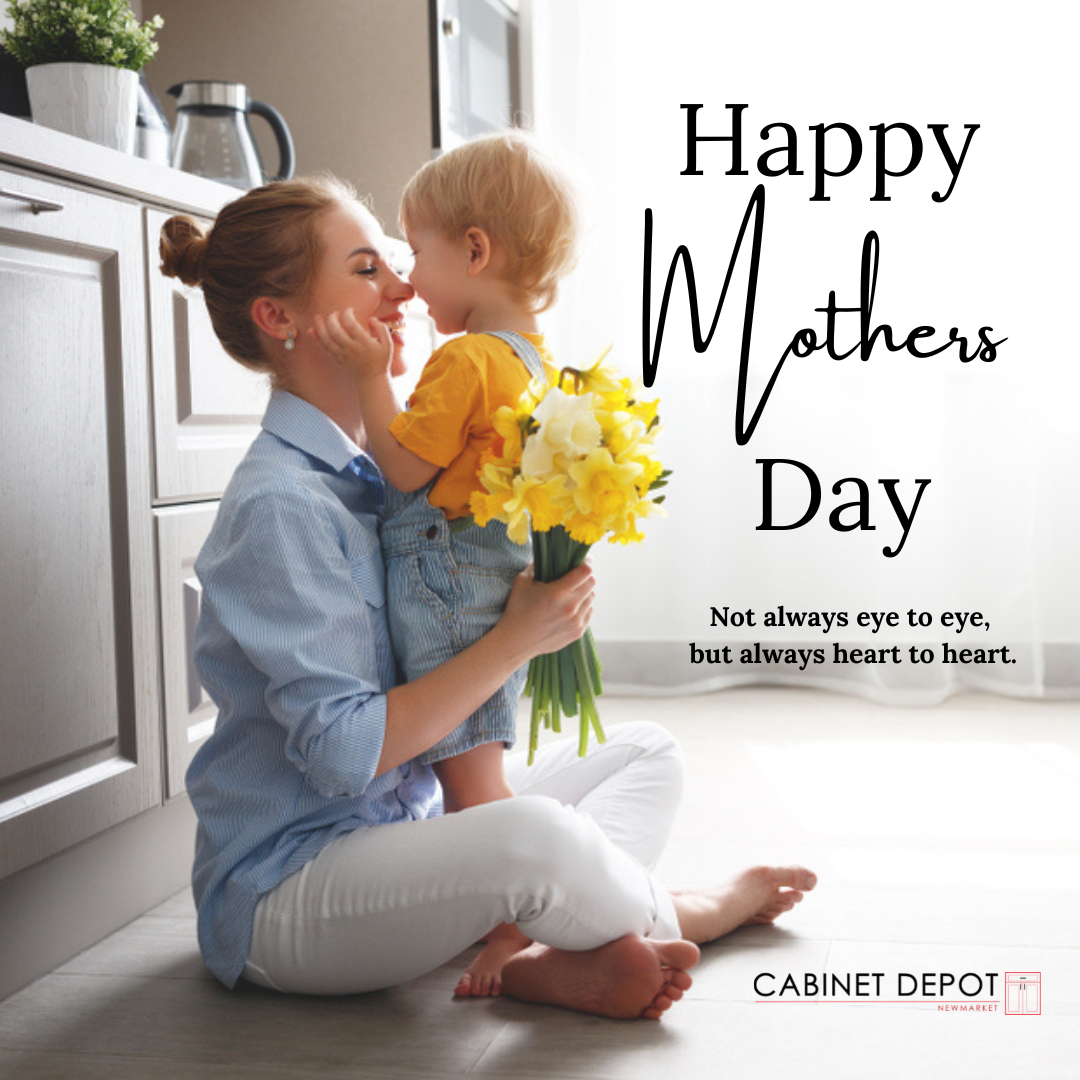 Happy
Mothers
Day
Not always eye to eye,
but always heart to heart.
CABINET DEPOT
NEWMARKET